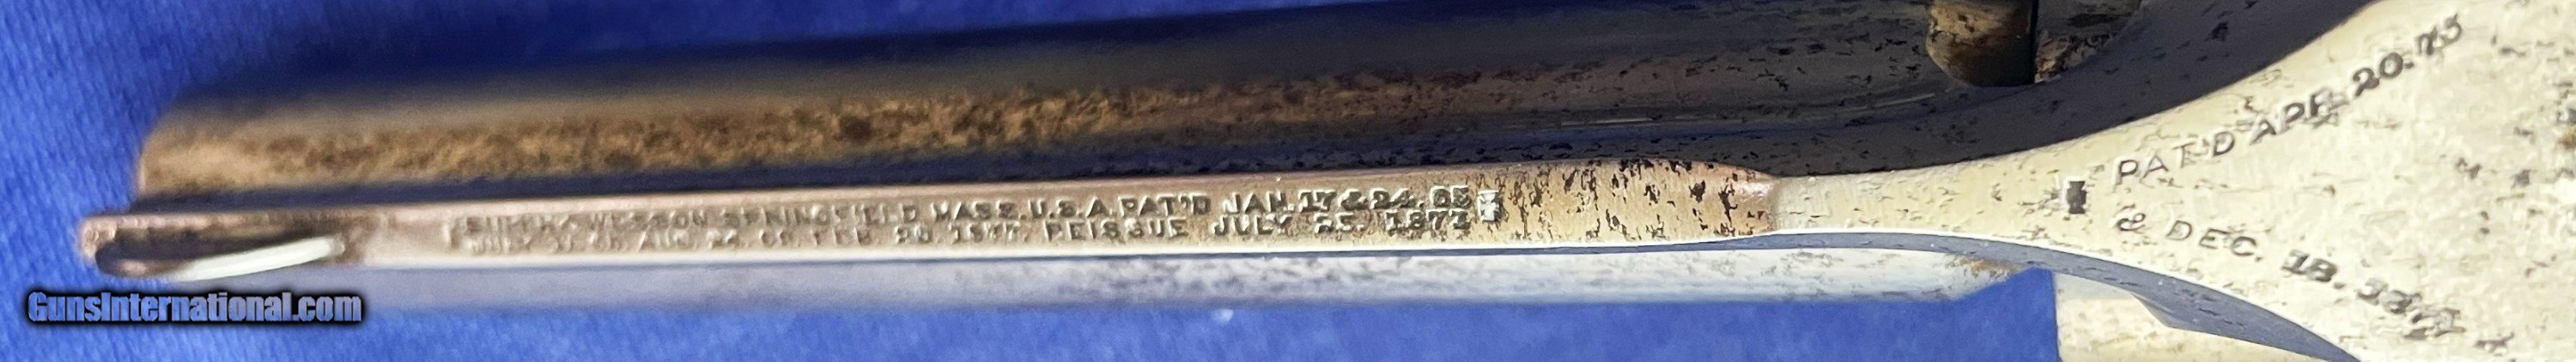 SMITH & WESSON SPRINGFIELD MASS. U.S.A. PAT'D JAN. 17 & 24. 65
JULY 11. 65. AUG. 24. 69. FEB. 20. 1877. REISSUE JULY 25. 1871
PAT'D APR. 20. 75
& DEC. 18. 1877
GunsInternational.com